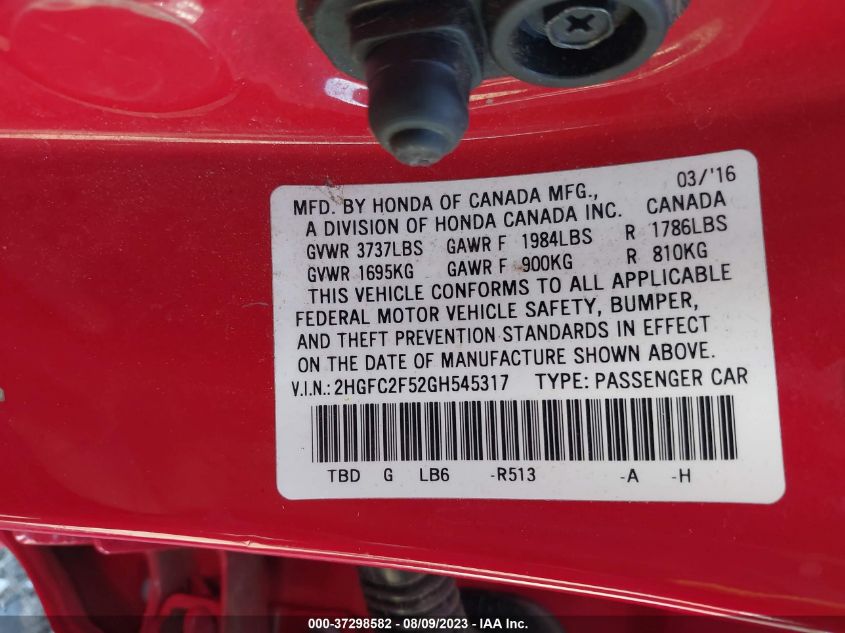 03/'16
MFD. BY HONDA OF CANADA MFG.,
A DIVISION OF HONDA CANADA INC. CANADA
GVWR 3737LBS GAWR F 1984LBS R 1786LBS
GVWR 1695KG GAWR F 900KG R 810KG
THIS VEHICLE CONFORMS TO ALL APPLICABLE
FEDERAL MOTOR VEHICLE SAFETY, BUMPER,
AND THEFT PREVENTION STANDARDS IN EFFECT
ON THE DATE OF MANUFACTURE SHOWN ABOVE.
V.I.N.: 2HGFC2F52GH545317 TYPE: PASSENGER CAR
TBD G LB6 -R513 -A -H
000-37298582 - 08/09/2023 - IAA Inc.